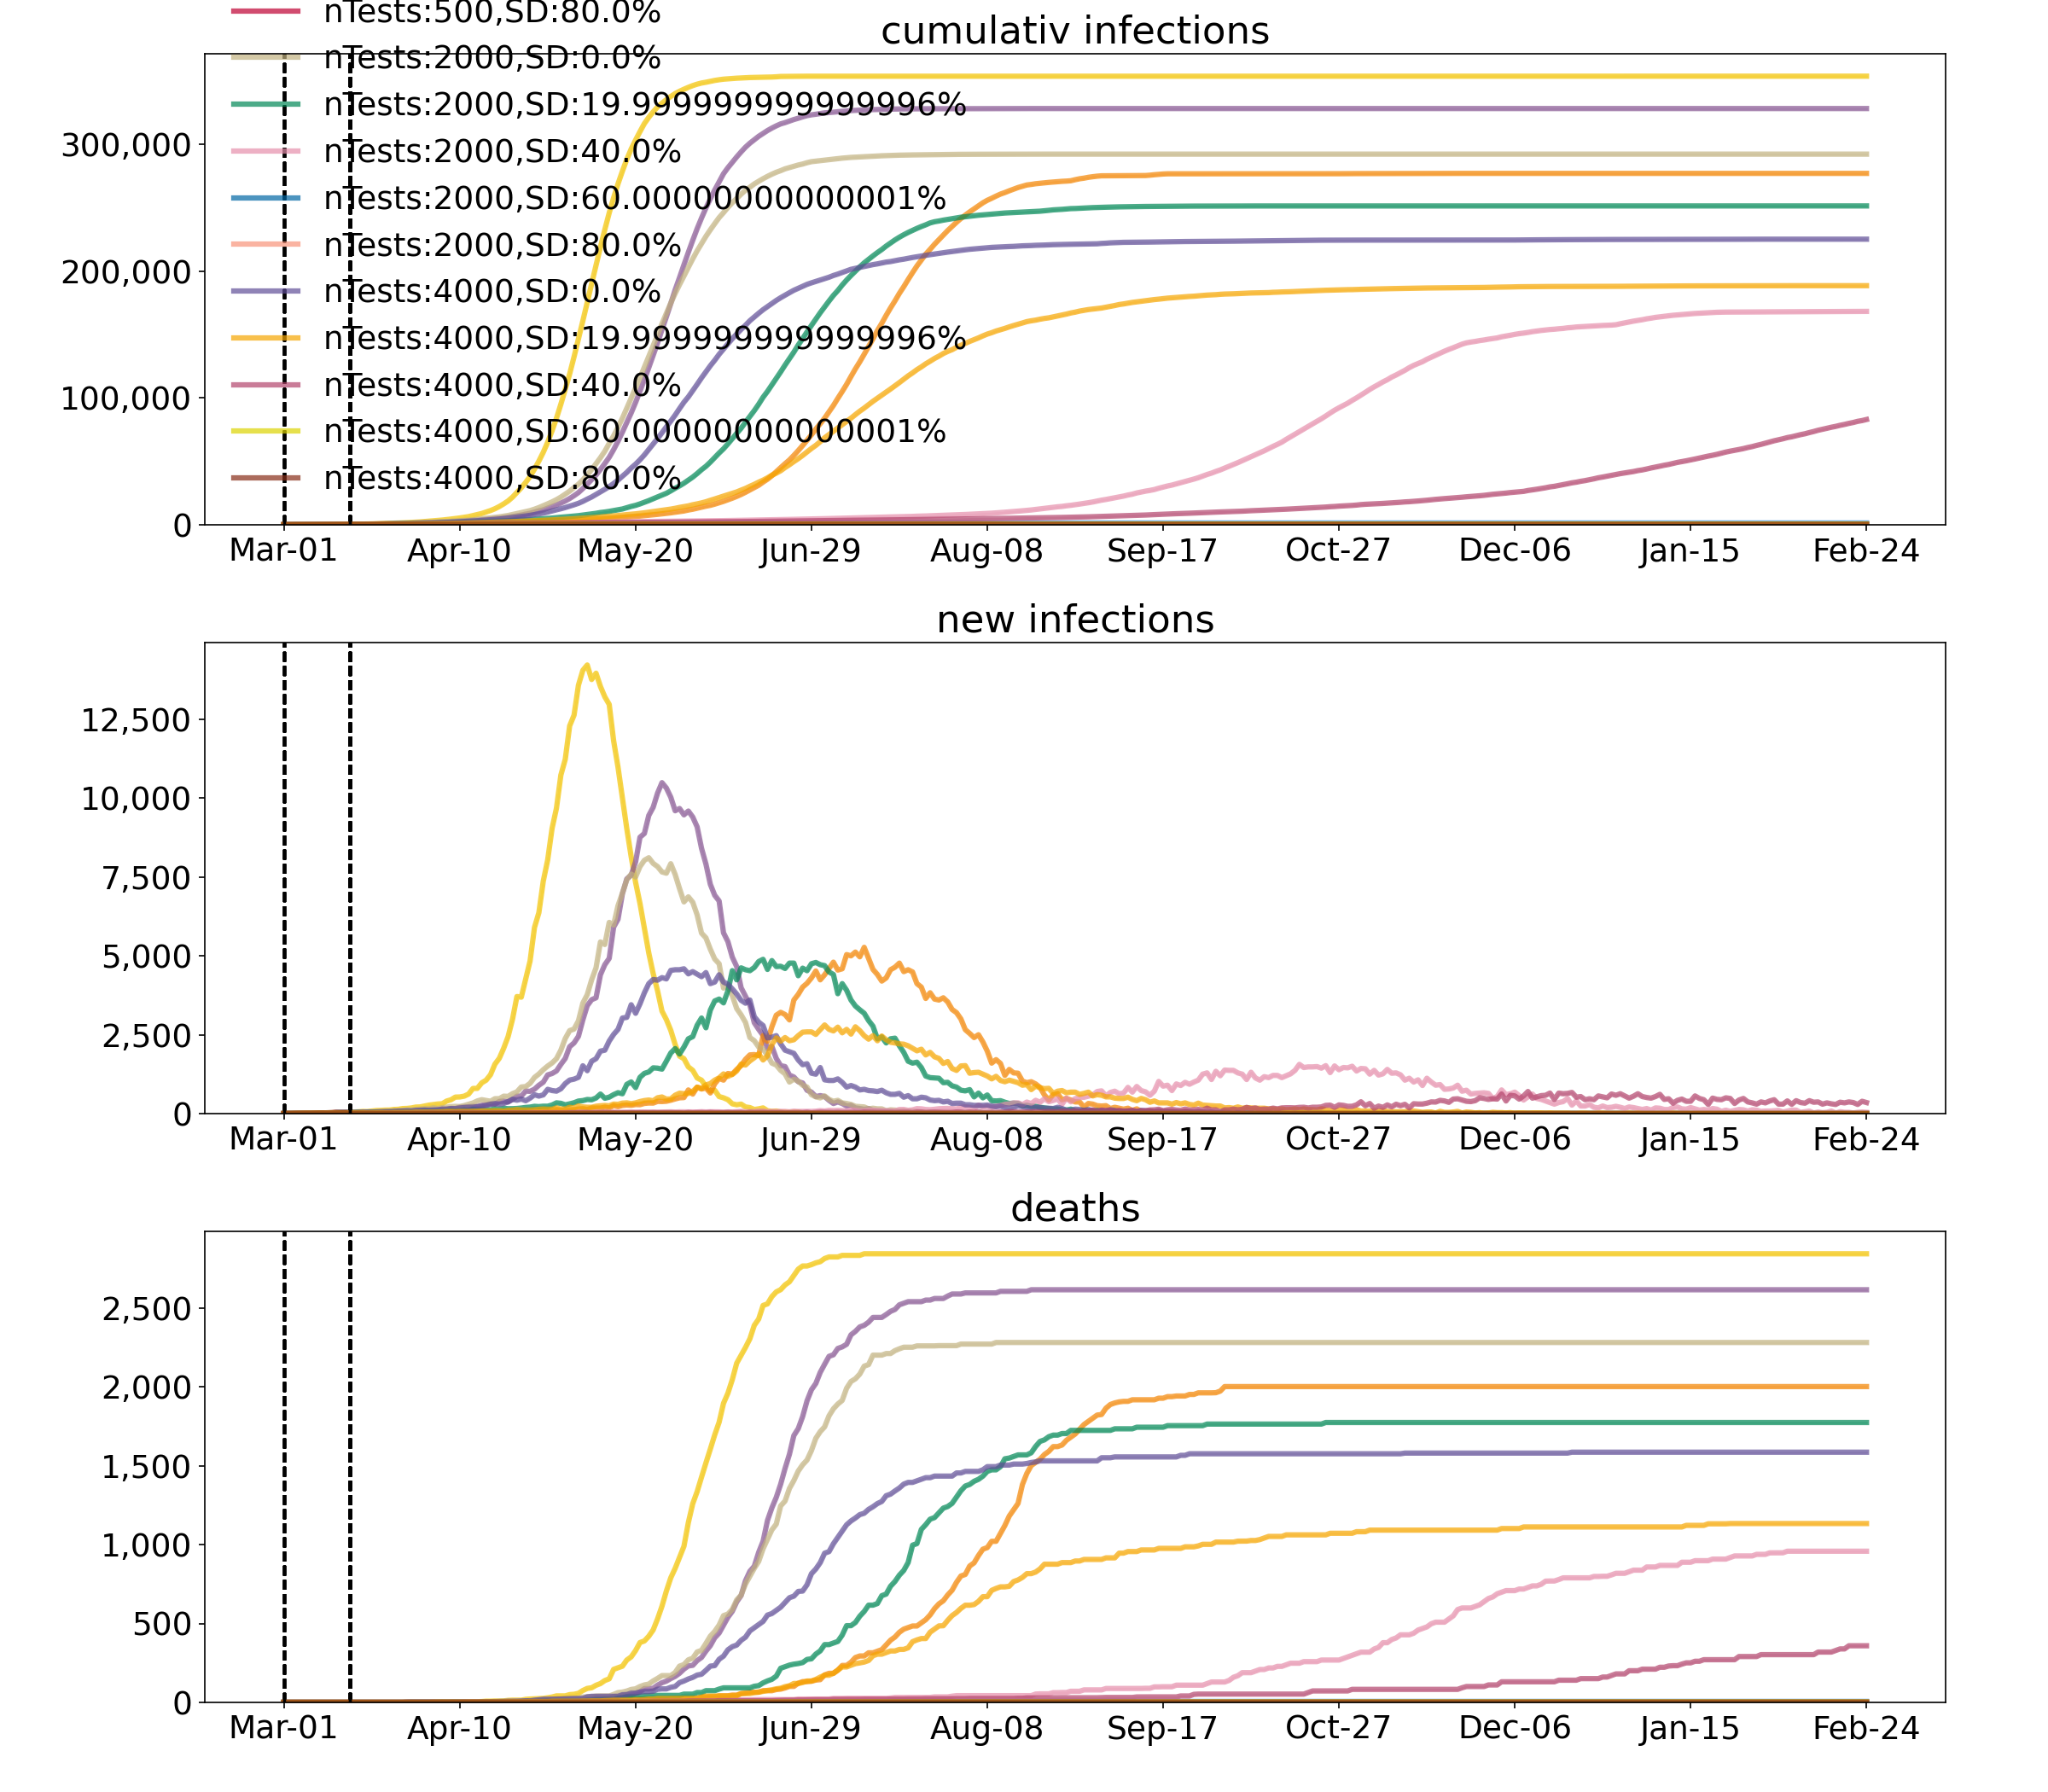 nTests:500,SD:80.0%
cumulativ infections
nTests:2000,SD:0.0%
nTests:2000,SD:19.999999999999996%
nTests:2000,SD:40.0%
nTests:2000,SD:60.00000000000001%
nTests:2000,SD:80.0%
nTests:4000,SD:0.0%
nTests:4000,SD:19.999999999999996%
nTests:4000,SD:40.0%
nTests:4000,SD:60.00000000000001%
nTests:4000,SD:80.0%
300,000
200,000
100,000
0
Mar-01 Apr-10 May-20 Jun-29 Aug-08 Sep-17 Oct-27 Dec-06 Jan-15 Feb-24
new infections
12,500
10,000
7,500
5,000
2,500
0
Mar-01 Apr-10 May-20 Jun-29 Aug-08 Sep-17 Oct-27 Dec-06 Jan-15 Feb-24
deaths
2,500
2,000
1,500
1,000
500
0
Mar-01 Apr-10 May-20 Jun-29 Aug-08 Sep-17 Oct-27 Dec-06 Jan-15 Feb-24